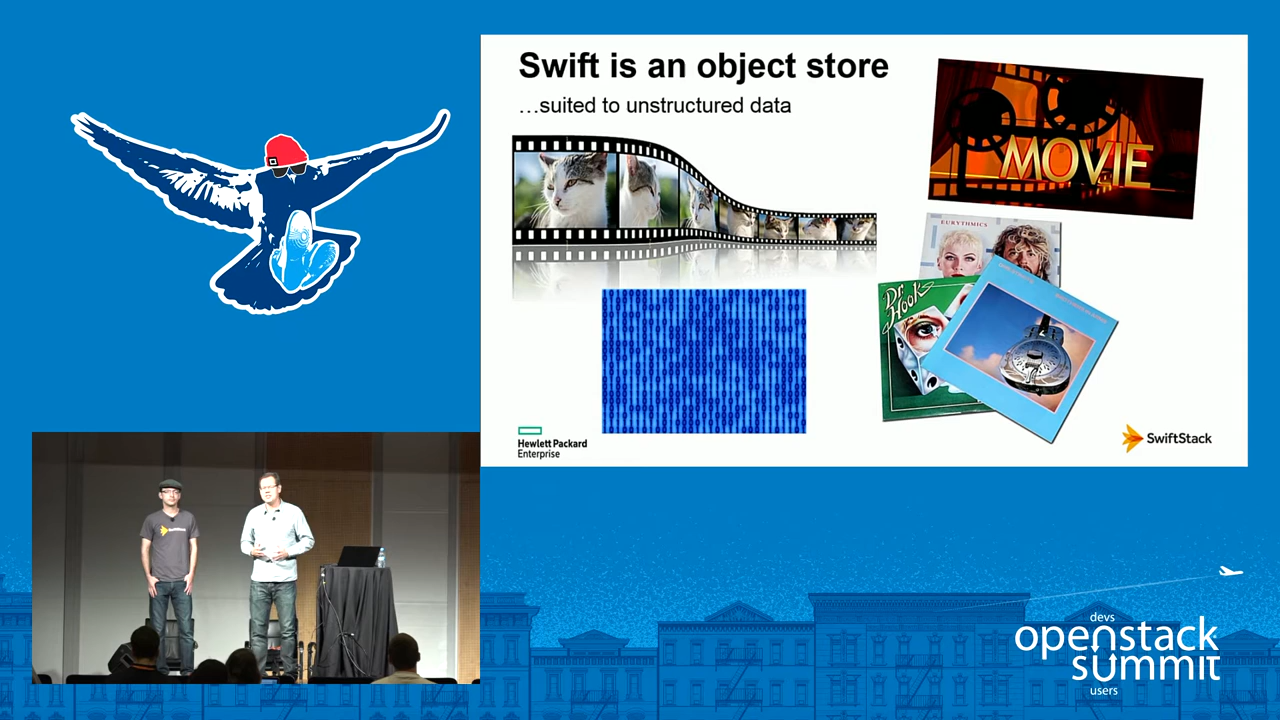 Swift is an object store
…suited to unstructured data
MOVIE
EURYTHMICS
Dr.
Hook
Hewlett Packard
Enterprise
SwiftStack
SwiftStack
devs
openstack
summit
users